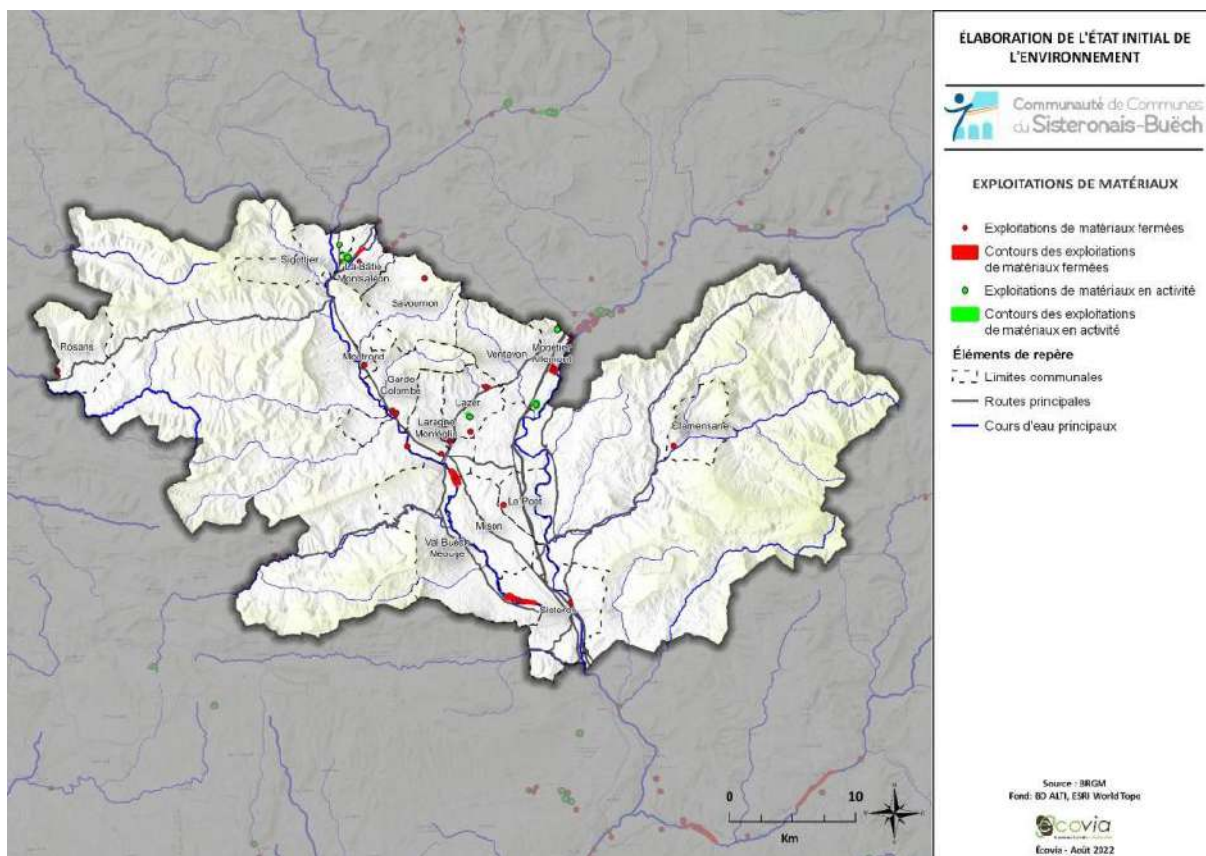 ÉLABORATION DE L'ÉTAT INITIAL DE
L'ENVIRONNEMENT
Communauté de Communes
du Sisteronais-Buëch
EXPLOITATIONS DE MATÉRIAUX
Exploitations de matériaux fermées
Contours des exploitations
de matériaux fermées
Exploitations de matériaux en activité
Contours des exploitations
de matériaux en activité
Éléments de repère
Limites communales
Routes principales
Cours d'eau principaux
Sigottier
La Bâtie
Montsaléon
Savournon
Rosans
Montrond
Ventavon
Monêtier
Allemont
Garde
Colombe
Lazer
Laragne
Montéglin
Clamensane
Le Poët
Mison
Val Buëch
Méouge
0 10
Km
Source : BRGM
Fond: BD ALTI, ESRI World Topo
écovia
Écovia - Août 2022